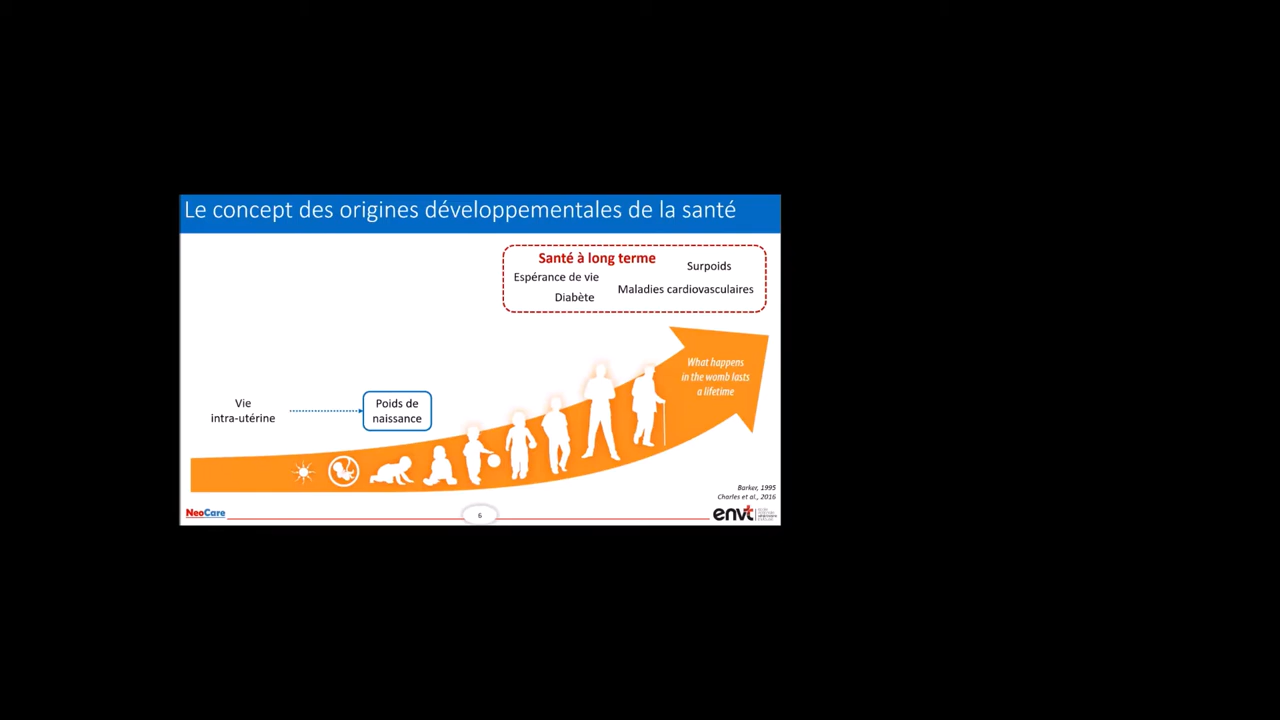 Le concept des origines développementales de la santé
Santé à long terme
Surpoids
Espérance de vie
Maladies cardiovasculaires
Diabète
What happens
in the womb lasts
a lifetime
Vie
intra-utérine
Poids de
naissance
Barker, 1995
Charles et al., 2016
NeoCare
6
envt